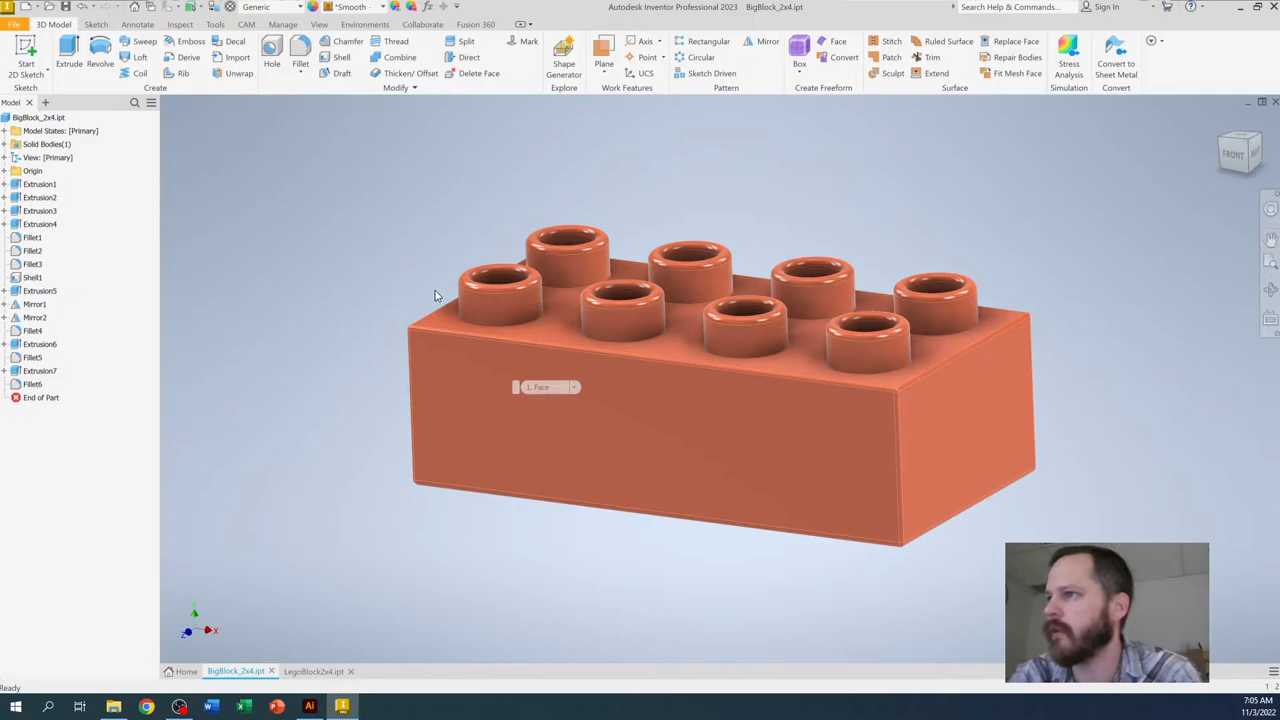 Generic
*Smooth
Autodesk Inventor Professional 2023 BigBlock_2x4.ipt
Search Help & Commands...
Sign In
File 3D Model Sketch Annotate Inspect Tools CAM Manage View Environments Collaborate Fusion 360
Start
2D Sketch
Sketch
Extrude
Revolve
Sweep Emboss Decal
Loft Derive Import
Coil Rib Unwrap
Create
Hole
Fillet
Chamfer Thread Split Mark
Shell Combine Direct
Draft Thicken/ Offset Delete Face
Modify
Shape
Generator
Explore
Plane
Axis
Point
UCS
Work Features
Rectangular Mirror
Circular
Sketch Driven
Pattern
Box
Face
Convert
Create Freeform
Stitch Ruled Surface Replace Face
Patch Trim Repair Bodies
Sculpt Extend Fit Mesh Face
Surface
Stress
Analysis
Simulation
Convert to
Sheet Metal
Convert
Model
BigBlock_2x4.ipt
Model States: [Primary]
Solid Bodies(1)
View: [Primary]
Origin
Extrusion1
Extrusion2
Extrusion3
Extrusion4
Fillet1
Fillet2
Fillet3
Shell1
Extrusion5
Mirror1
Mirror2
Fillet4
Extrusion6
Fillet5
Extrusion7
Fillet6
End of Part
FRONT
1. Face
Z X
Home BigBlock_2x4.ipt LegoBlock2x4.ipt
Ready
1 2
7:05 AM
11/3/2022